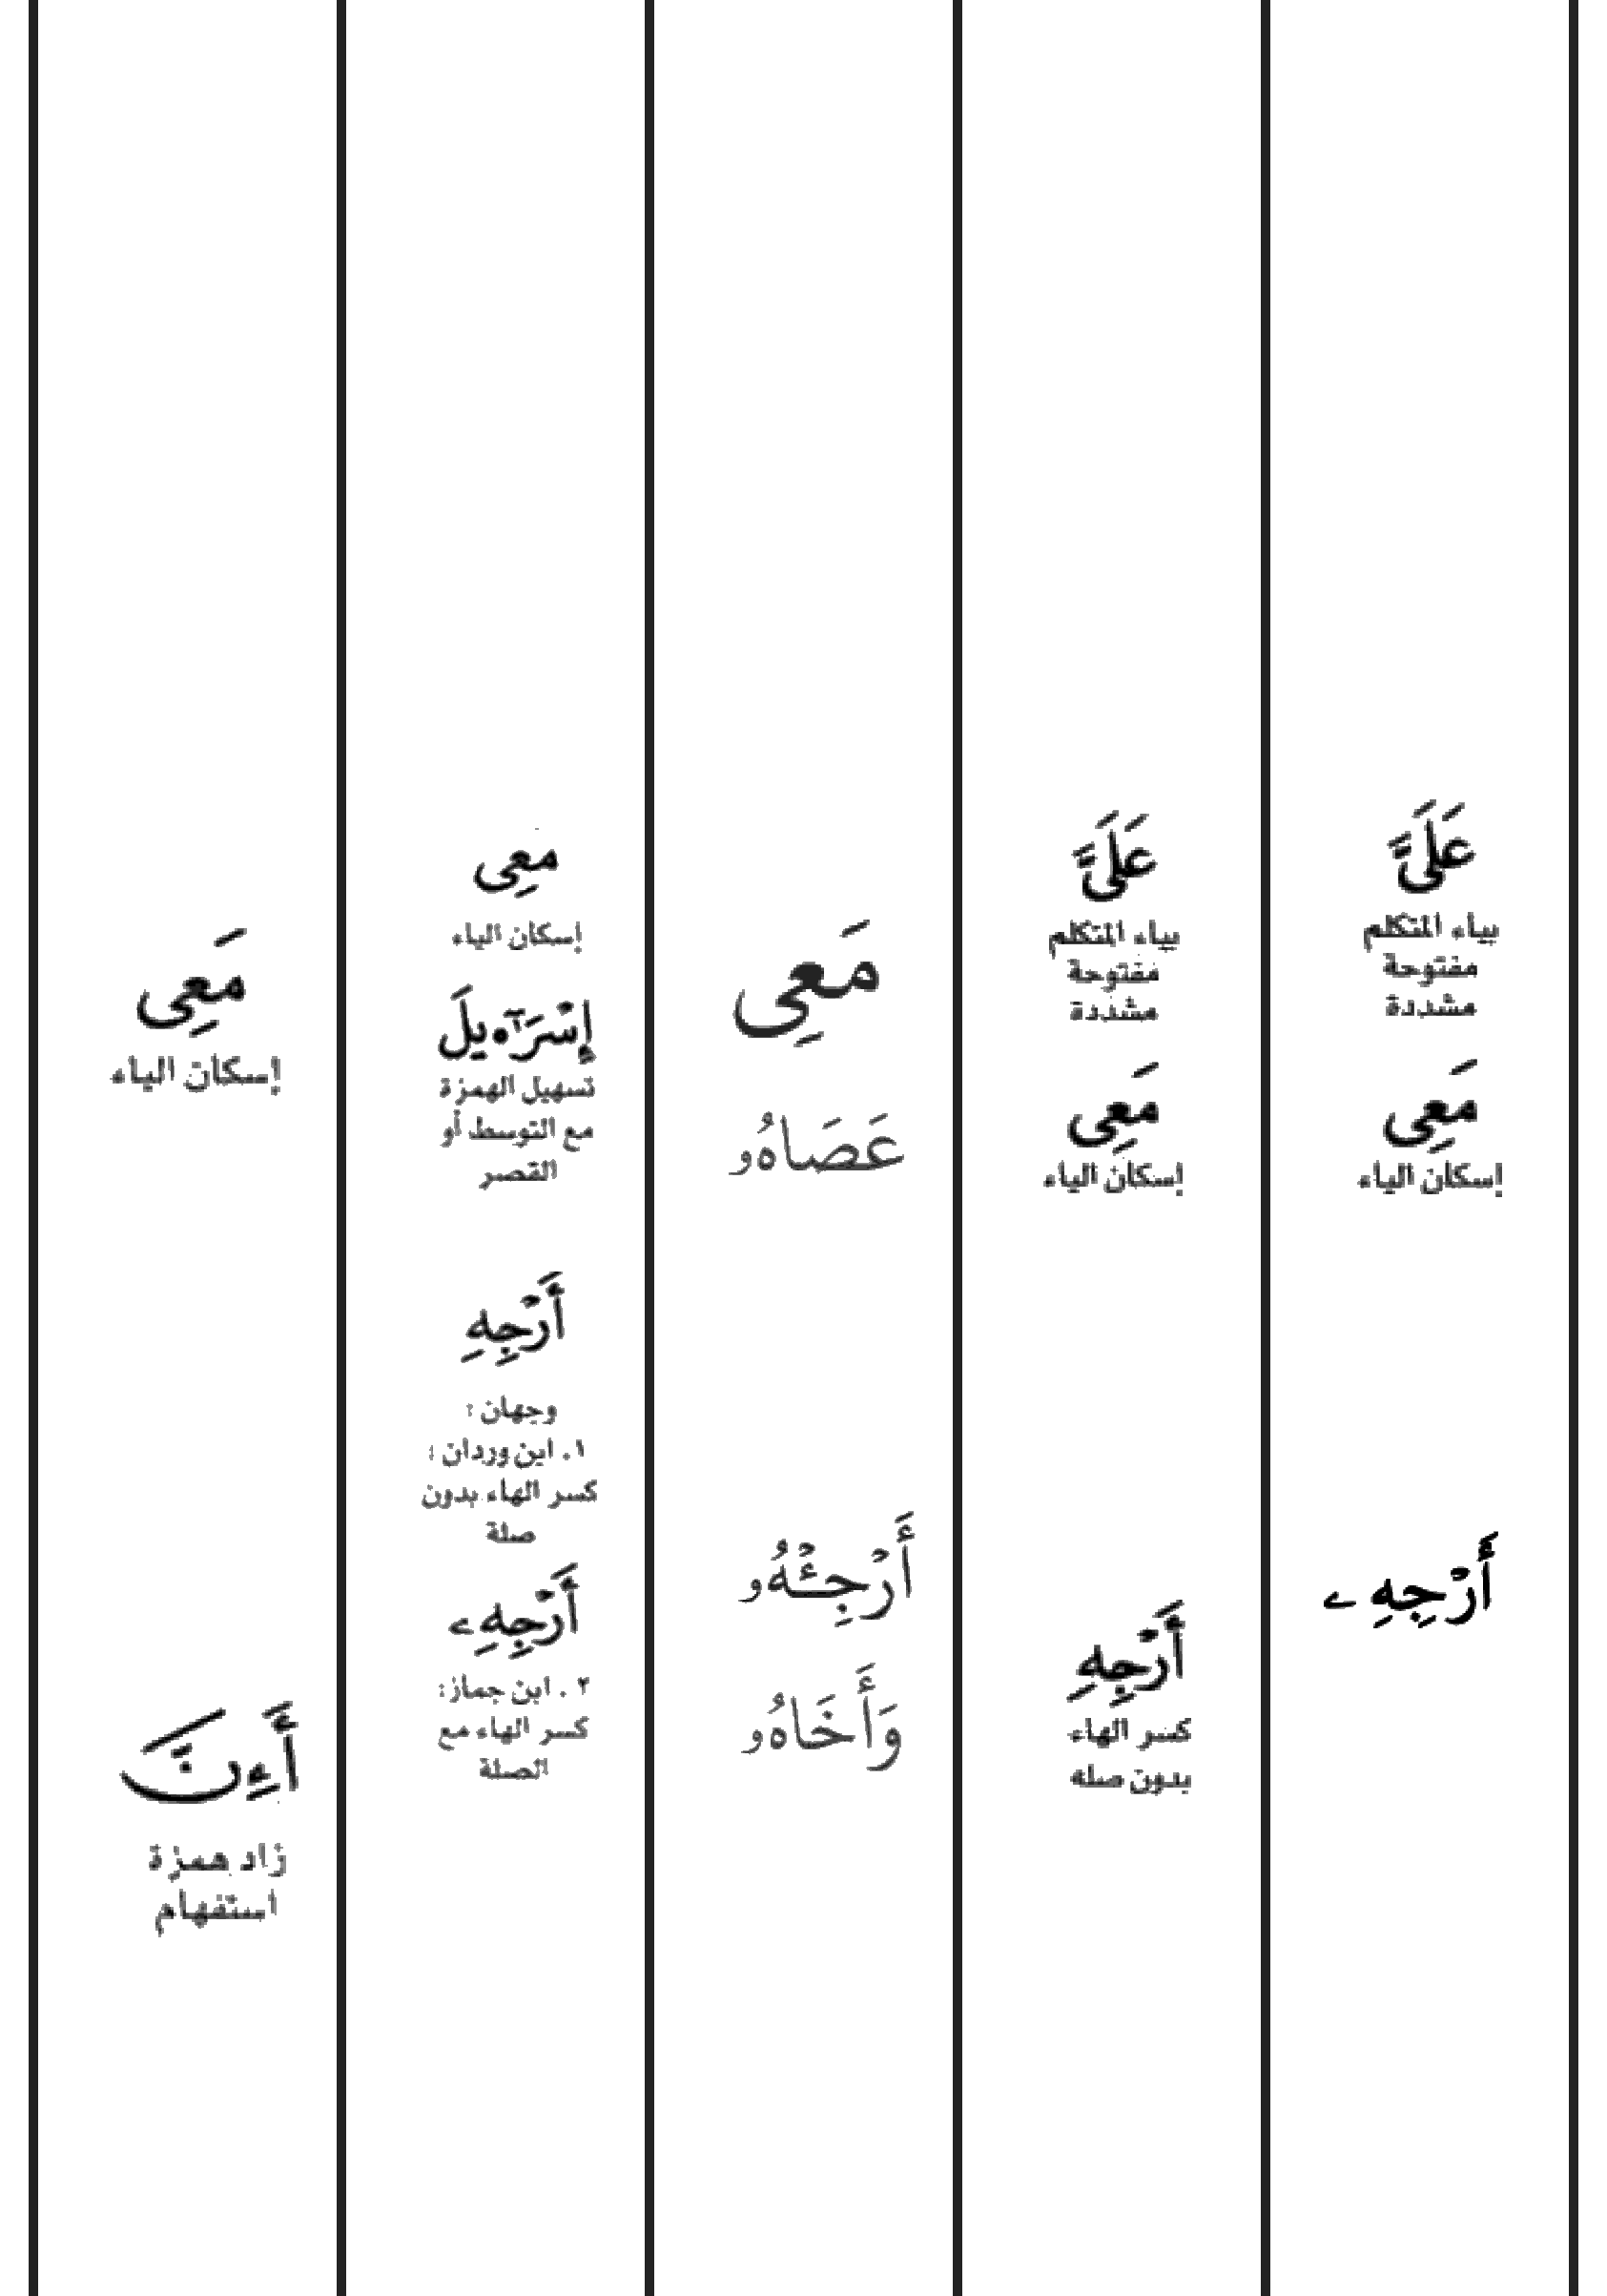 عَلَىَّ
بياء المتكلم
مفتوحة
مشددة
مَعِى
إسكان الياء
أَرْجِهِۦ
عَلَىَّ
بياء المتكلم
مفتوحة
مشددة
مَعِى
إسكان الياء
أَرْجِهِ
كسر الهاء
بدون صله
مَعِى
عَصَاهُۥ
أَرْجِئْهُۥ
وَأَخَاهُۥ
معِى
إسكان الياء
إِسْرَآ•يلَ
تسهيل الهمزة
مع التوسط أو
القصر
أَرْجِهِ
وجهان :
١. ابن وردان :
كسر الهاء بدون
صلة
أَرْجِهِۦ
٢. ابن جماز:
كسر الهاء مع
الصلة
مَعِى
إسكان الياء
أَءِنَّ
زاد همزة
استفهام